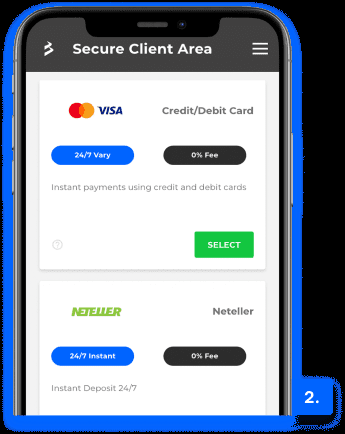 Secure Client Area
VISA Credit/Debit Card
24/7 Vary 0% Fee
Instant payments using credit and debit cards
SELECT
NETELLER Neteller
24/7 Instant 0% Fee
Instant Deposit 24/7
2.